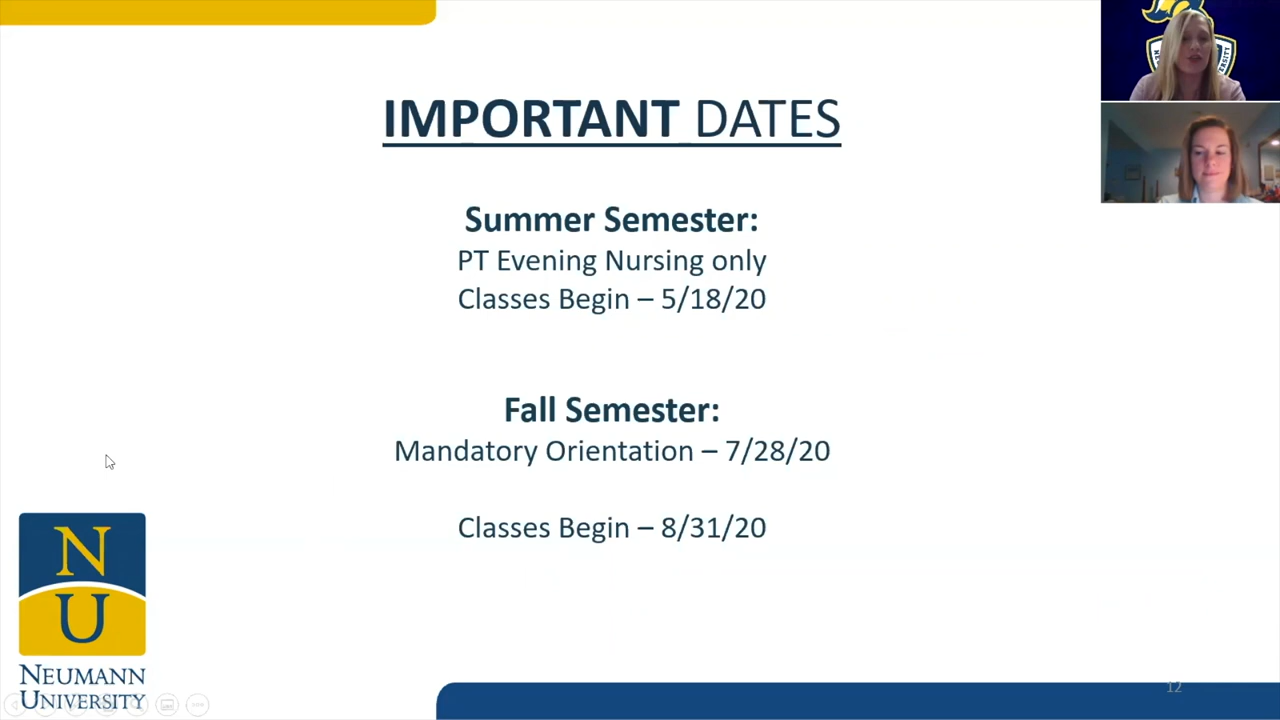 IMPORTANT DATES
Summer Semester:
PT Evening Nursing only
Classes Begin – 5/18/20
Fall Semester:
Mandatory Orientation – 7/28/20
Classes Begin – 8/31/20
N
U
NEUMANN
UNIVERSITY
12